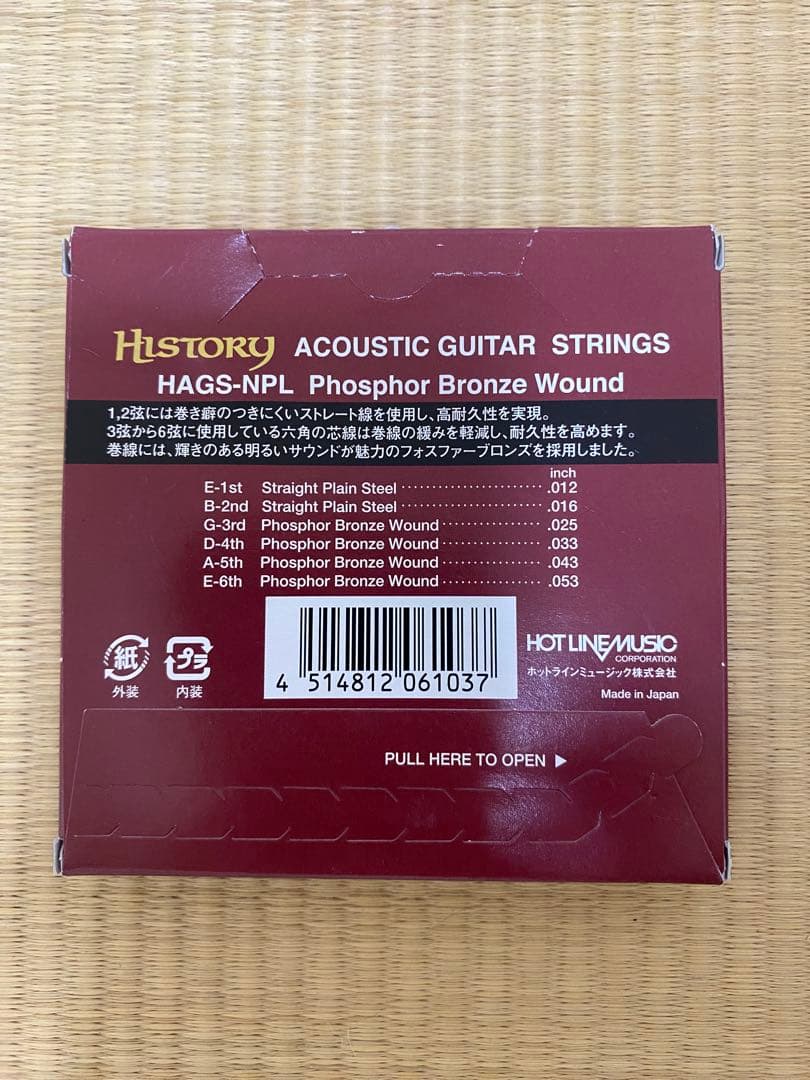 HISTORY ACOUSTIC GUITAR STRINGS
HAGS-NPL Phosphor Bronze Wound
1,2弦には巻き癖のつきにくいストレート線を使用し、高耐久性を実現。
3弦から6弦に使用している六角の芯線は巻線の緩みを軽減し、耐久性を高めます。
巻線には、輝きのある明るいサウンドが魅力のフォスファーブロンズを採用しました。
inch
E-1st Straight Plain Steel ........................ .012
B-2nd Straight Plain Steel ........................ .016
G-3rd Phosphor Bronze Wound ................. .025
D-4th Phosphor Bronze Wound ................. .033
A-5th Phosphor Bronze Wound ................. .043
E-6th Phosphor Bronze Wound ................. .053
紙
外装
プラ
内装
4 514812 061037
HOT LINE MUSIC
CORPORATION
ホットラインミュージック株式会社
Made in Japan
PULL HERE TO OPEN ▶